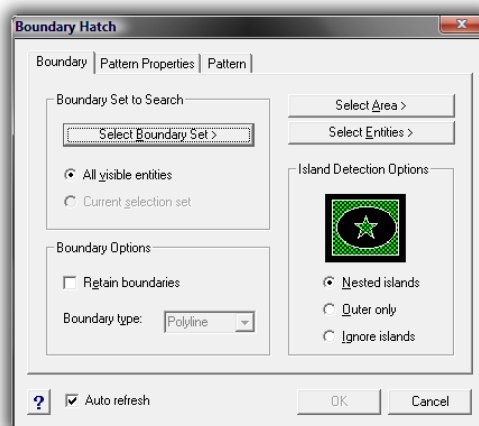 Boundary Hatch
Boundary
Pattern Properties
Pattern
Boundary Set to Search
Select Boundary Set >
All visible entities
Current selection set
Boundary Options
Retain boundaries
Boundary type:
Polyline
Select Area >
Select Entities >
Island Detection Options
Nested islands
Outer only
Ignore islands
?
Auto refresh
OK
Cancel